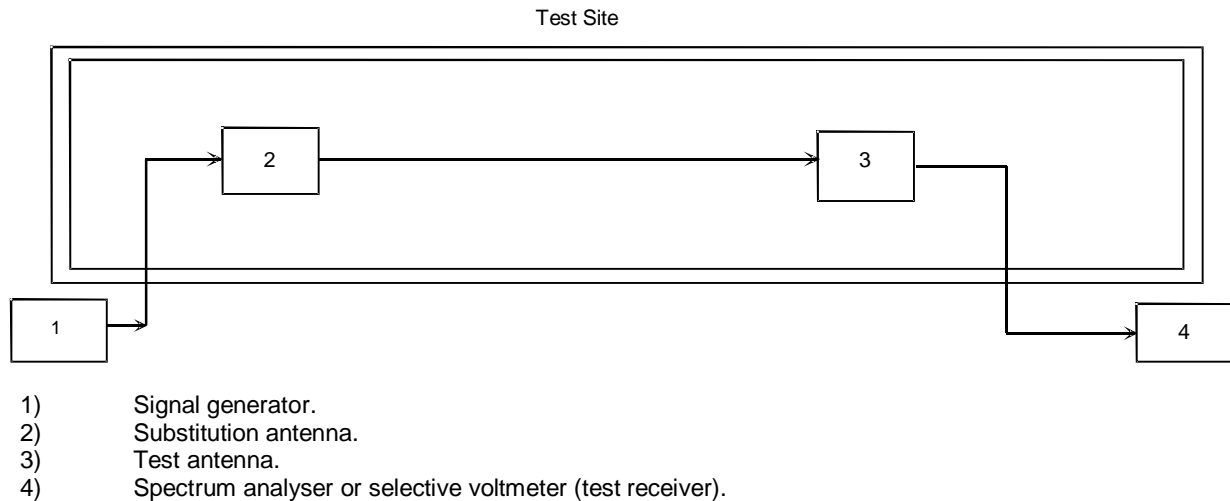 Test Site
2
3
1
4
1) Signal generator.
2) Substitution antenna.
3) Test antenna.
4) Spectrum analyser or selective voltmeter (test receiver).